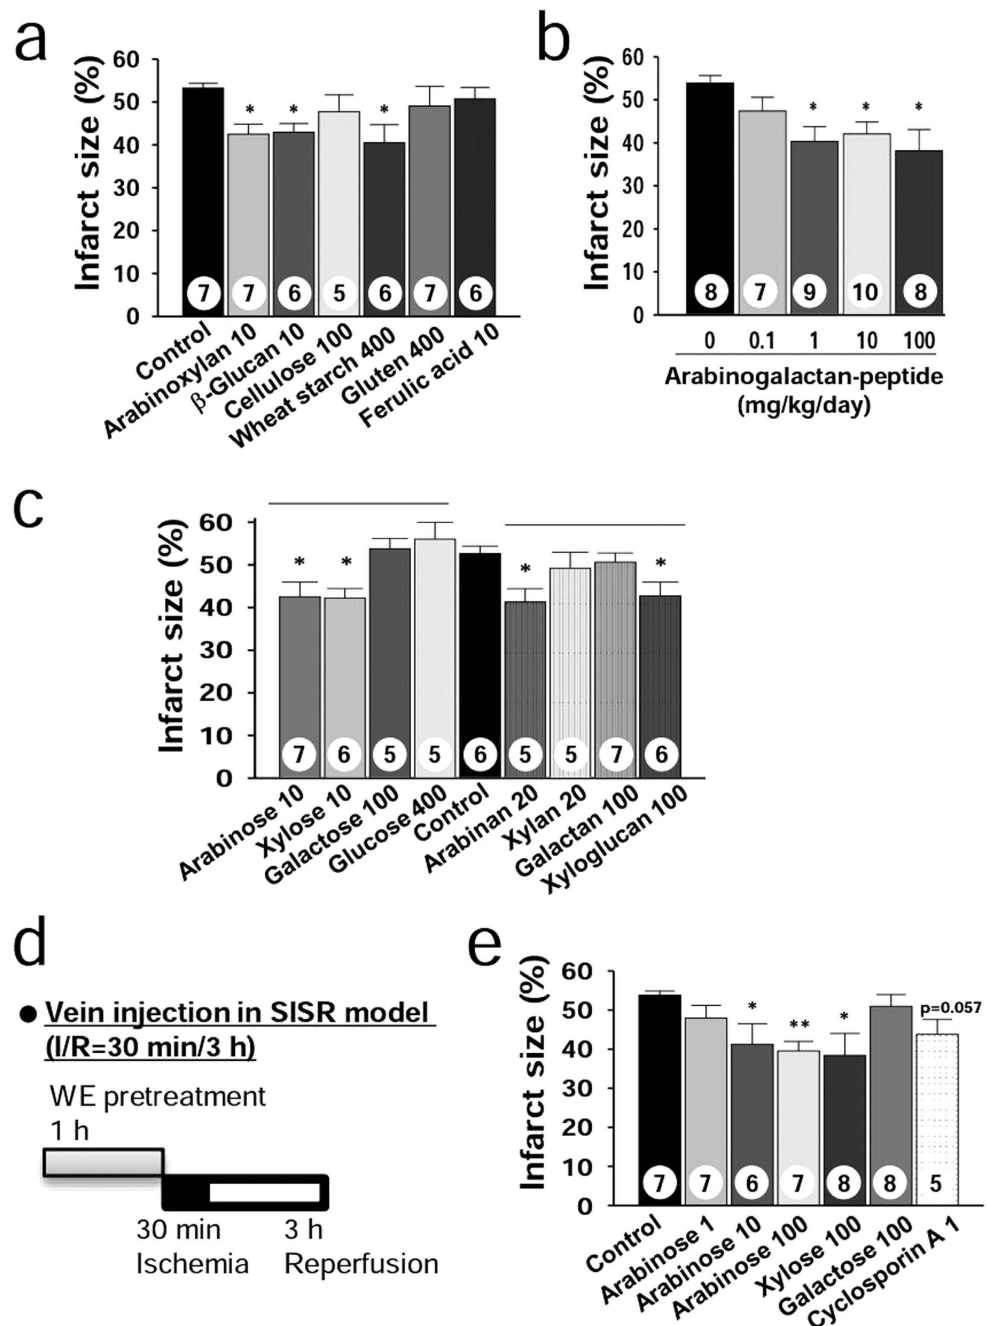 a
Infarct size (%)
60
50
40
30
20
10
0
* * *
7 7 6 5 6 7 6
Control
Arabinoxylan 10
β-Glucan 10
Cellulose 100
Wheat starch 400
Gluten 400
Ferulic acid 10
b
Infarct size (%)
60
50
40
30
20
10
0
* * *
8 7 9 10 8
0 0.1 1 10 100
Arabinogalactan-peptide
(mg/kg/day)
c
Infarct size (%)
60
50
40
30
20
10
0
* * * *
7 6 5 5 6 5 5 7 6
Arabinose 10
Xylose 10
Galactose 100
Glucose 400
Control
Arabinan 20
Xylan 20
Galactan 100
Xyloglucan 100
d
● Vein injection in SISR model
(I/R=30 min/3 h)
WE pretreatment
1 h
30 min 3 h
Ischemia Reperfusion
e
Infarct size (%)
60
50
40
30
20
10
0
* ** * p=0.057
7 7 6 7 8 8 5
Control
Arabinose 1
Arabinose 10
Arabinose 100
Xylose 100
Galactose 100
Cyclosporin A 1